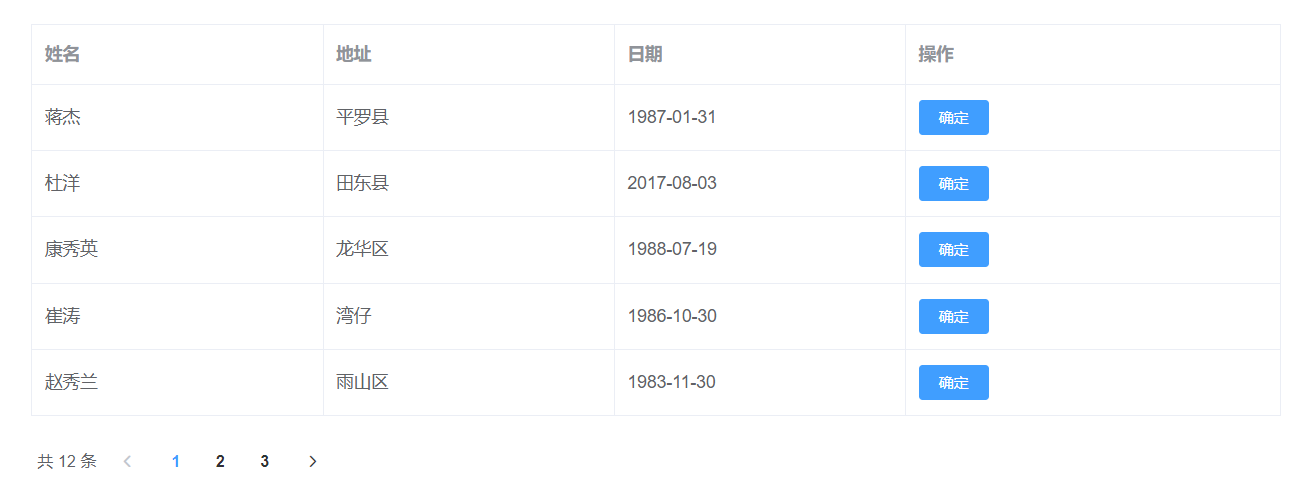 姓名 地址 日期 操作
蒋杰 平罗县 1987-01-31 确定
杜洋 田东县 2017-08-03 确定
康秀英 龙华区 1988-07-19 确定
崔涛 湾仔 1986-10-30 确定
赵秀兰 雨山区 1983-11-30 确定
共 12 条 1 2 3